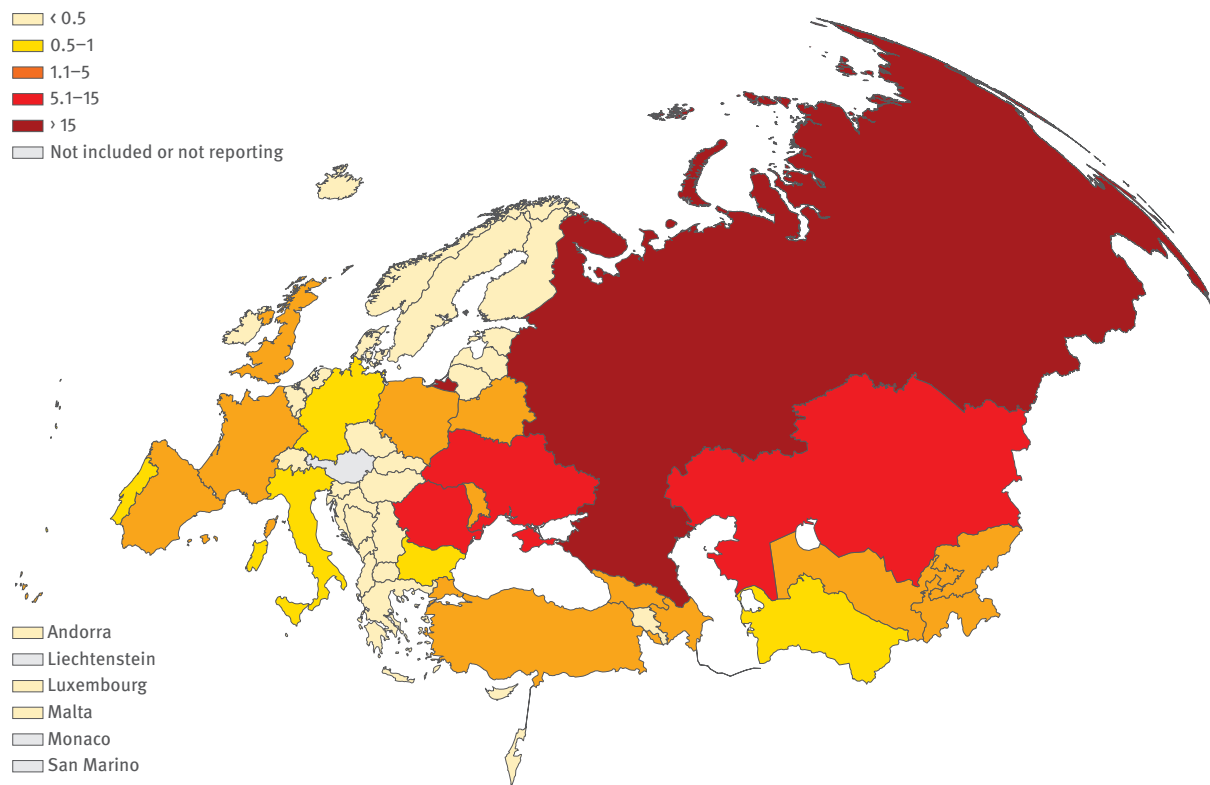 ‹ 0.5
0.5–1
1.1–5
5.1–15
› 15
Not included or not reporting
Andorra
Liechtenstein
Luxembourg
Malta
Monaco
San Marino